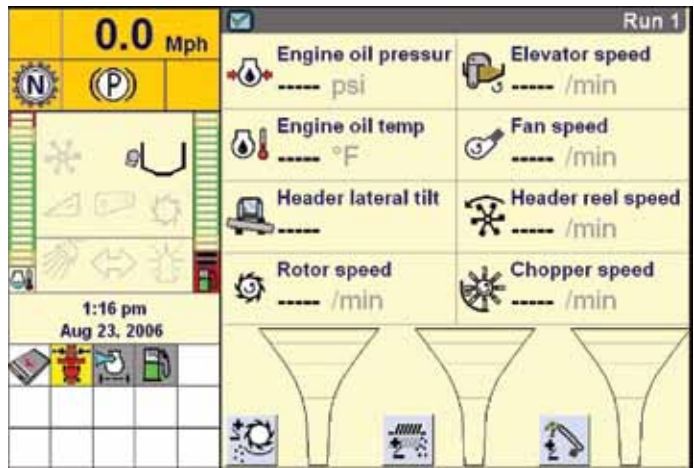 0.0 Mph
N
(P)
1:16 pm
Aug 23, 2006
Run 1
Engine oil pressur
----- psi
Elevator speed
----- /min
Engine oil temp
----- °F
Fan speed
----- /min
Header lateral tilt
-----
Header reel speed
----- /min
Rotor speed
----- /min
Chopper speed
----- /min